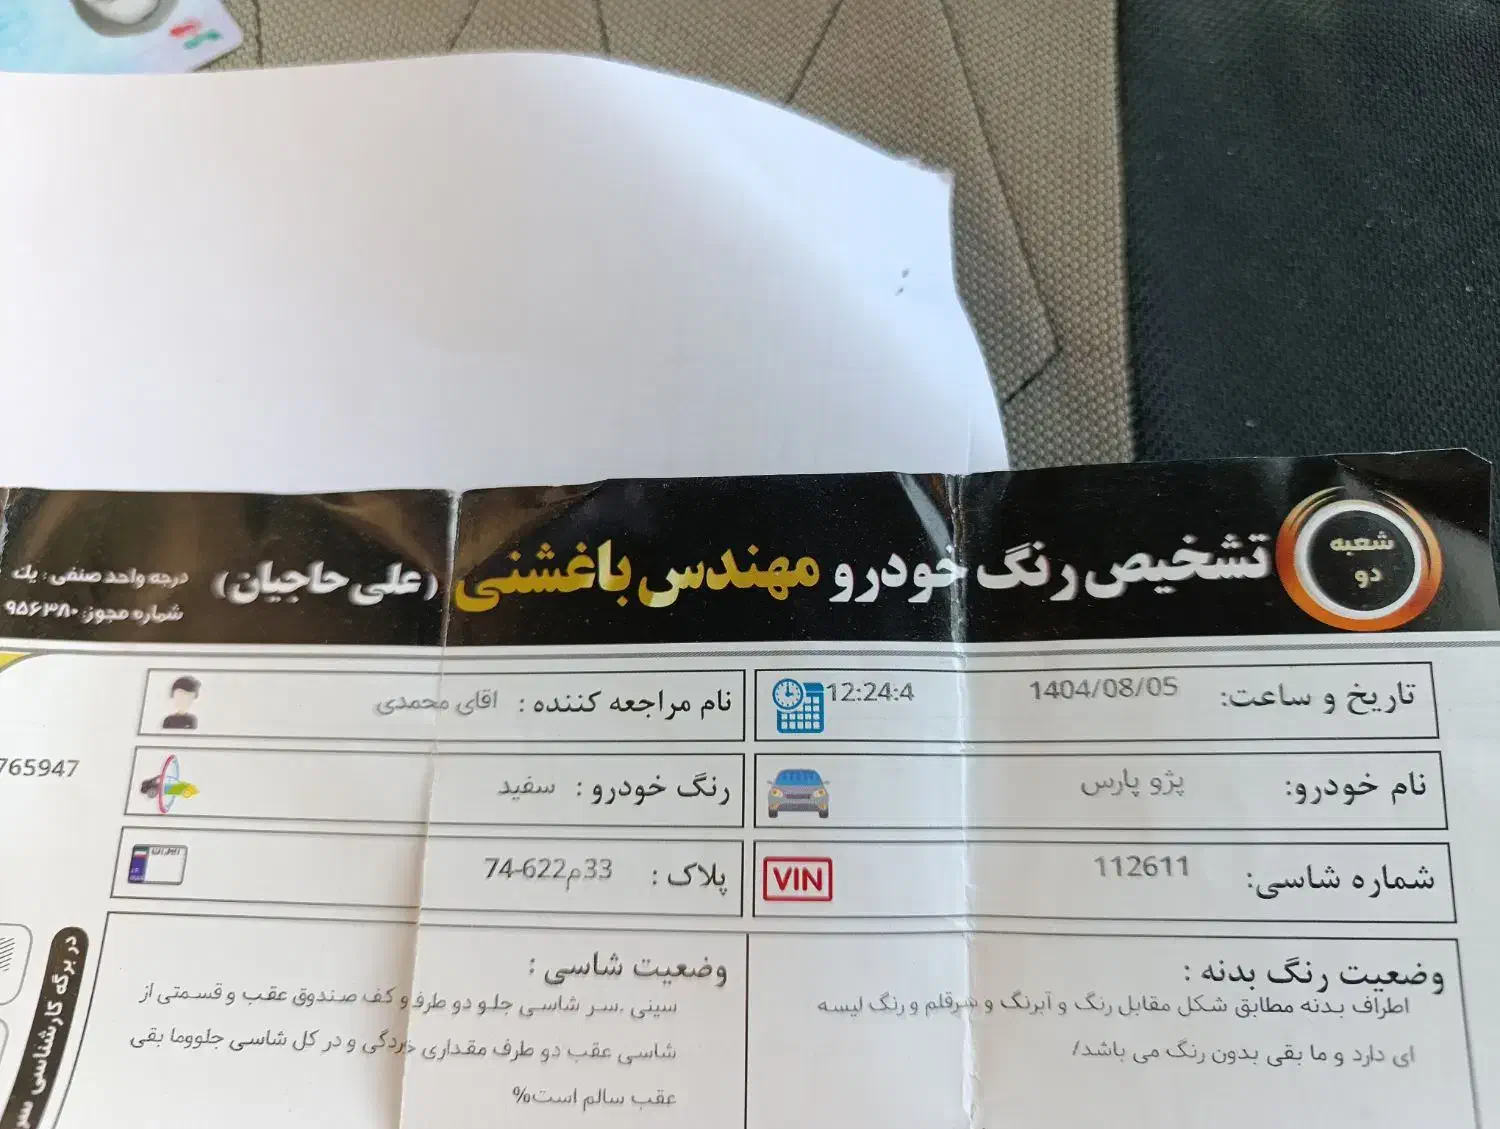 شعبه
دو
تشخیص رنگ خودرو مهندس باغشنی (علی حاجیان)
درجه واحد صنفی : یك
شماره مجوز: ۹۵۶۳۸۰
تاریخ و ساعت: 1404/08/05 12:24:4
نام مراجعه کننده : اقای محمدی
نام خودرو: پژو پارس
رنگ خودرو : سفید
765947
شماره شاسی: 112611
VIN
پلاک : 33م622-74
وضعیت رنگ بدنه :
اطراف بدنه مطابق شکل مقابل رنگ و آبرنگ و سرقلم و رنگ لیسه
ای دارد و ما بقی بدون رنگ می باشد/
وضعیت شاسی :
سینی .سر شاسی جلو دو طرف و کف صندوق عقب و قسمتی از
شاسی عقب دو طرف مقداری خردگی و در کل شاسی جلووما بقی
عقب سالم است%
در برگه کارشناسی